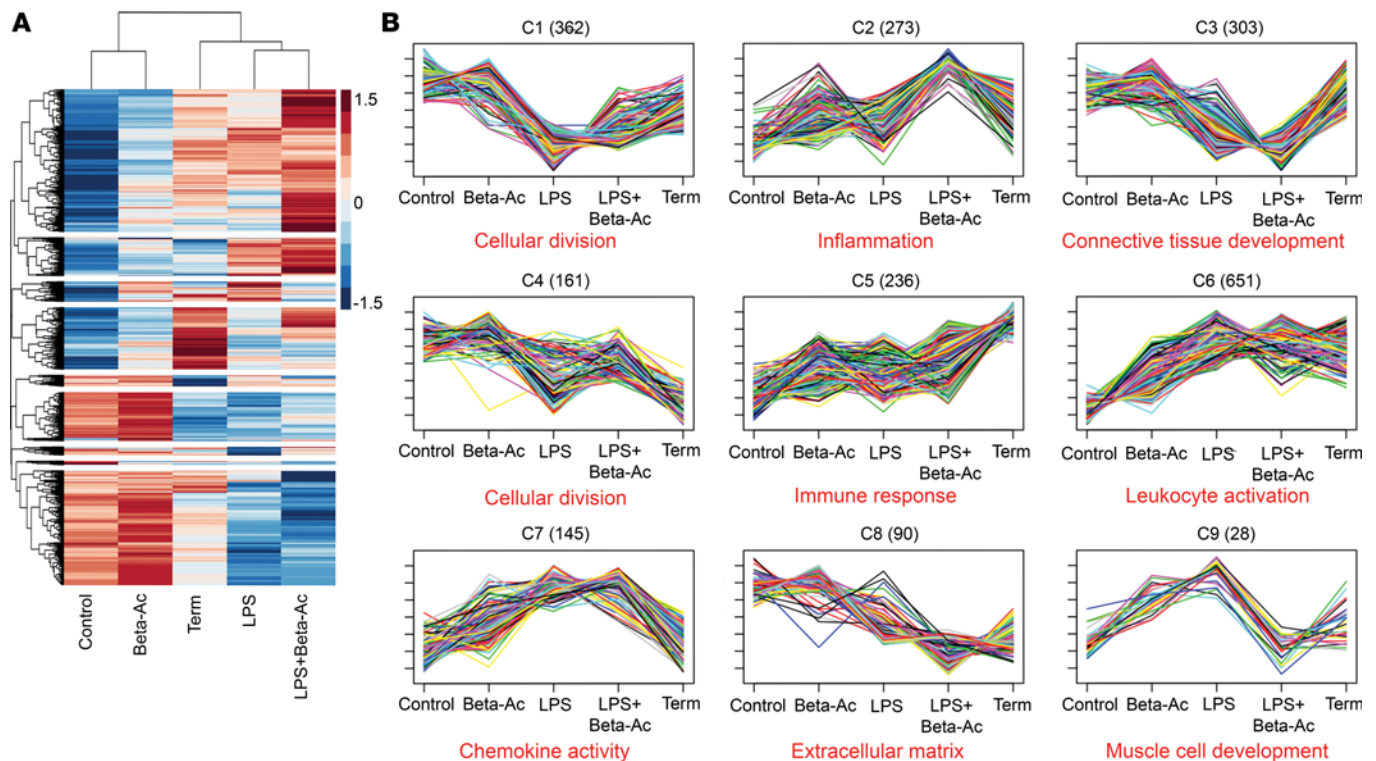 A
1.5
0
-1.5
Control
Beta-Ac
Term
LPS
LPS+Beta-Ac
B
C1 (362)
Control Beta-Ac LPS LPS+ Term
Beta-Ac
Cellular division
C2 (273)
Control Beta-Ac LPS LPS+ Term
Beta-Ac
Inflammation
C3 (303)
Control Beta-Ac LPS LPS+ Term
Beta-Ac
Connective tissue development
C4 (161)
Control Beta-Ac LPS LPS+ Term
Beta-Ac
Cellular division
C5 (236)
Control Beta-Ac LPS LPS+ Term
Beta-Ac
Immune response
C6 (651)
Control Beta-Ac LPS LPS+ Term
Beta-Ac
Leukocyte activation
C7 (145)
Control Beta-Ac LPS LPS+ Term
Beta-Ac
Chemokine activity
C8 (90)
Control Beta-Ac LPS LPS+ Term
Beta-Ac
Extracellular matrix
C9 (28)
Control Beta-Ac LPS LPS+ Term
Beta-Ac
Muscle cell development